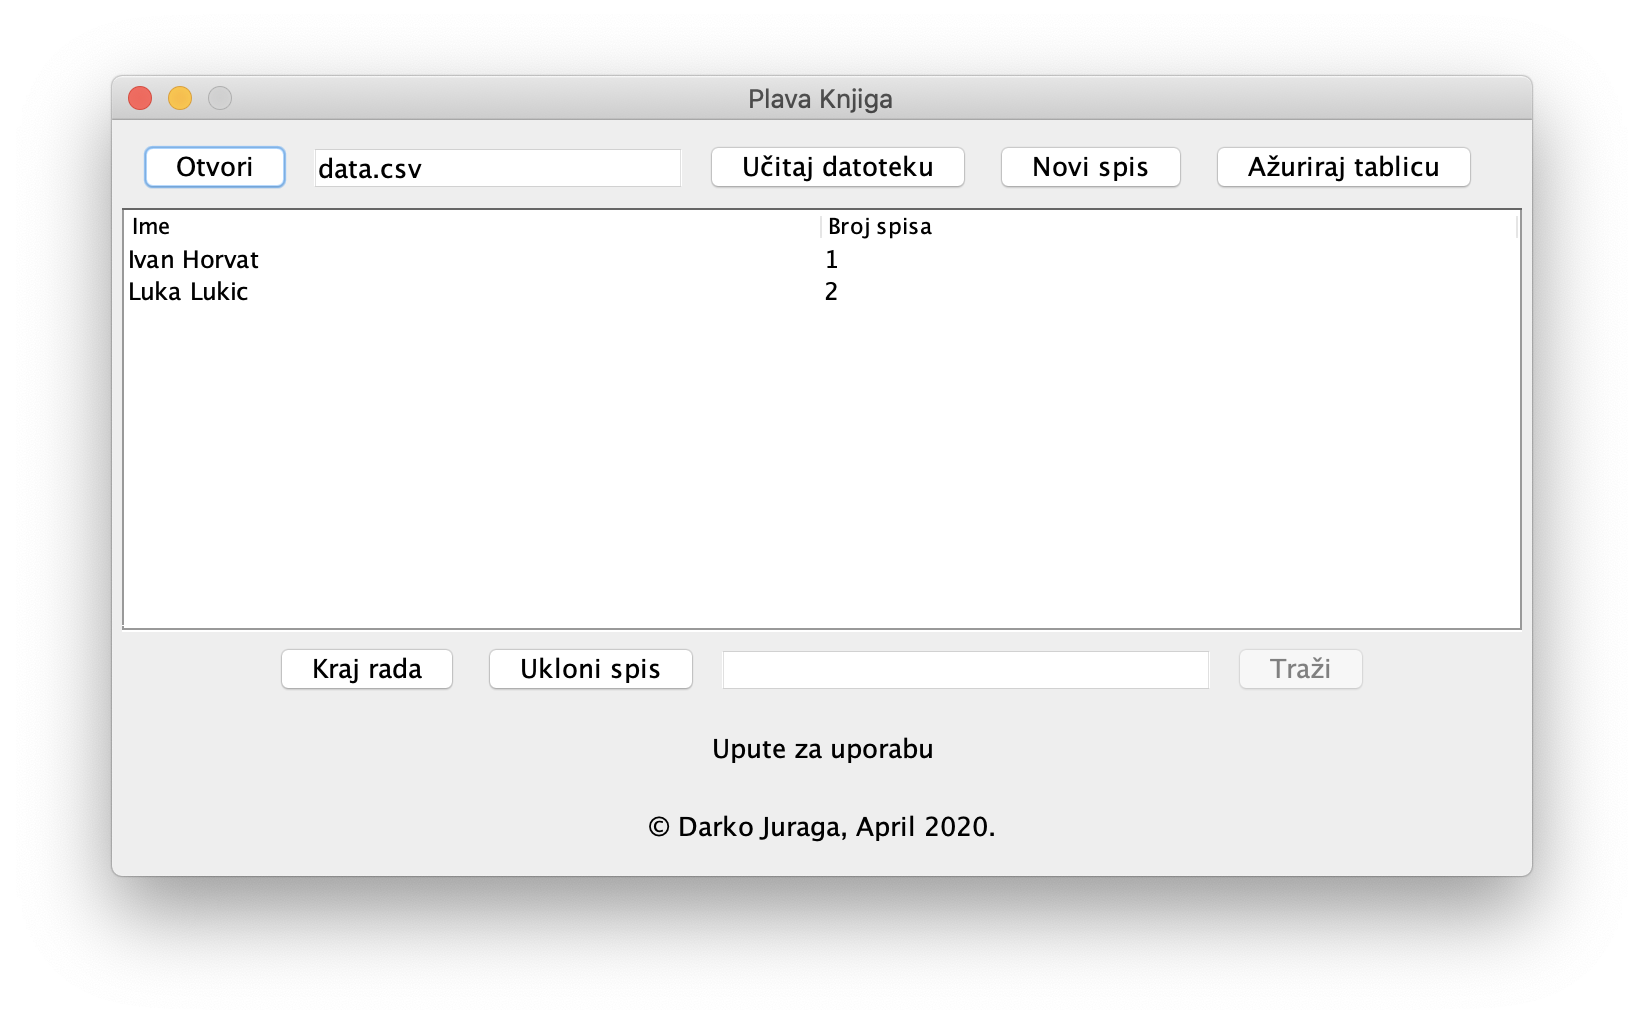 Plava Knjiga
Otvori data.csv Učitaj datoteku Novi spis Ažuriraj tablicu
Ime Broj spisa
Ivan Horvat 1
Luka Lukic 2
Kraj rada Ukloni spis Traži
Upute za uporabu
© Darko Juraga, April 2020.